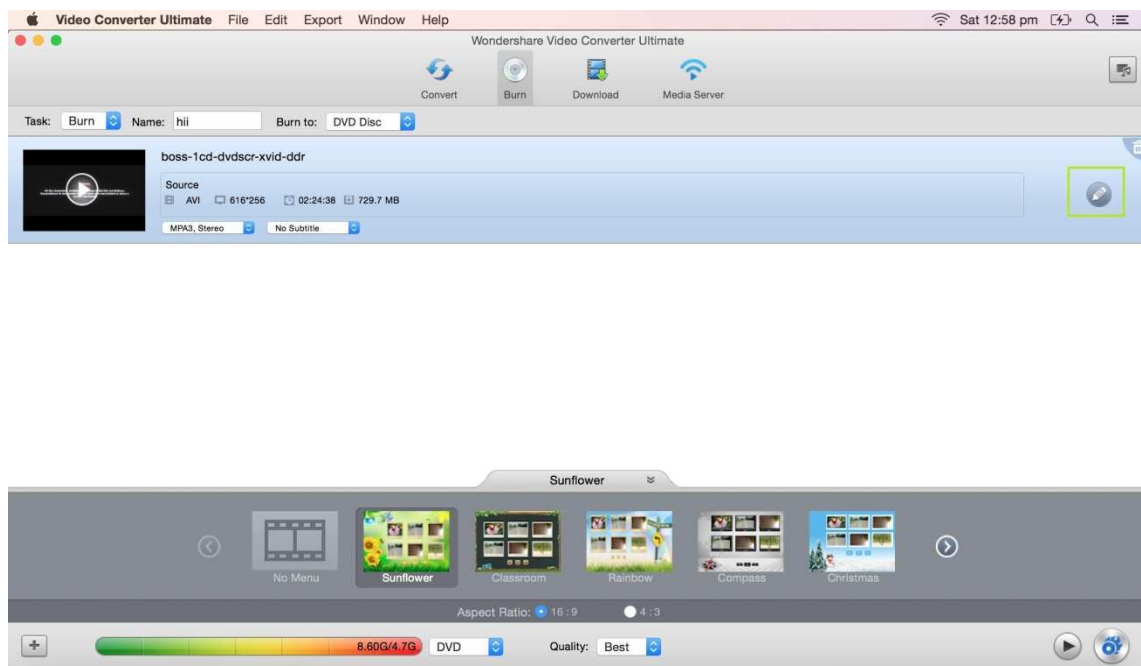 Video Converter Ultimate File Edit Export Window Help Sat 12:58 pm
Wondershare Video Converter Ultimate
Convert Burn Download Media Server
Task: Burn Name: hii Burn to: DVD Disc
boss-1cd-dvdscr-xvid-ddr
Source
AVI 616*256 02:24:38 729.7 MB
MPA3, Stereo No Subtitle
Sunflower
No Menu Sunflower Classroom Rainbow Compass Christmas
Aspect Ratio: 16:9 4:3
8.60G/4.7G DVD Quality: Best